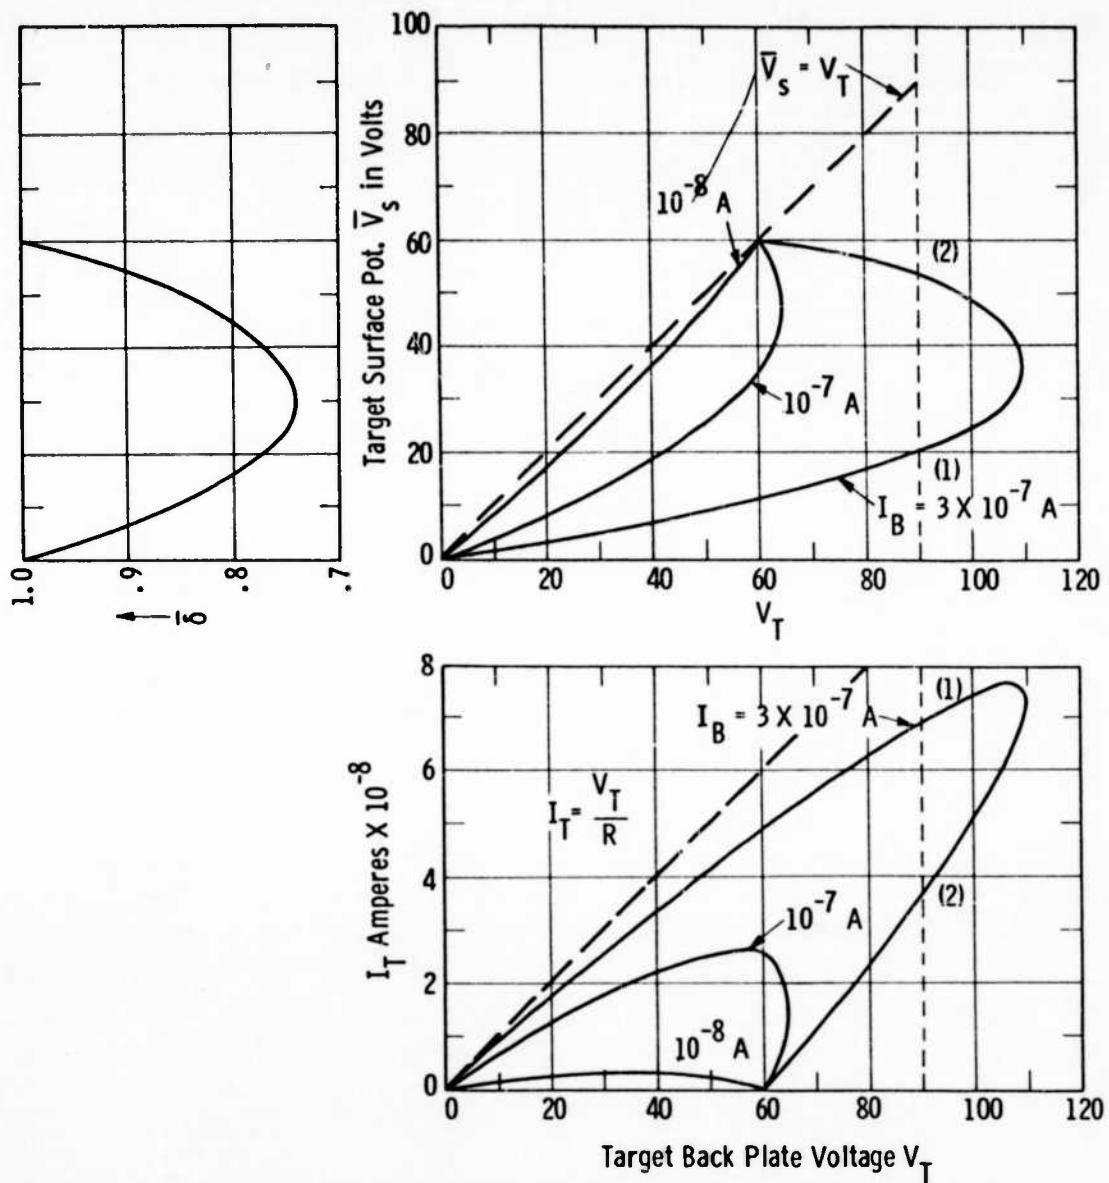 100
80
60
40
20
0
Target Surface Pot. V̅s in Volts
V̅s = VT
10⁻⁸ A
(2)
10⁻⁷ A
(1)
IB = 3 X 10⁻⁷ A
0 20 40 60 80 100 120
VT
1.0 .9 .8 .7
δ̅
8
6
4
2
0
IT Amperes X 10⁻⁸
(1)
IB = 3 X 10⁻⁷ A
IT = VT
R
10⁻⁷ A
(2)
10⁻⁸ A
0 20 40 60 80 100 120
Target Back Plate Voltage VT